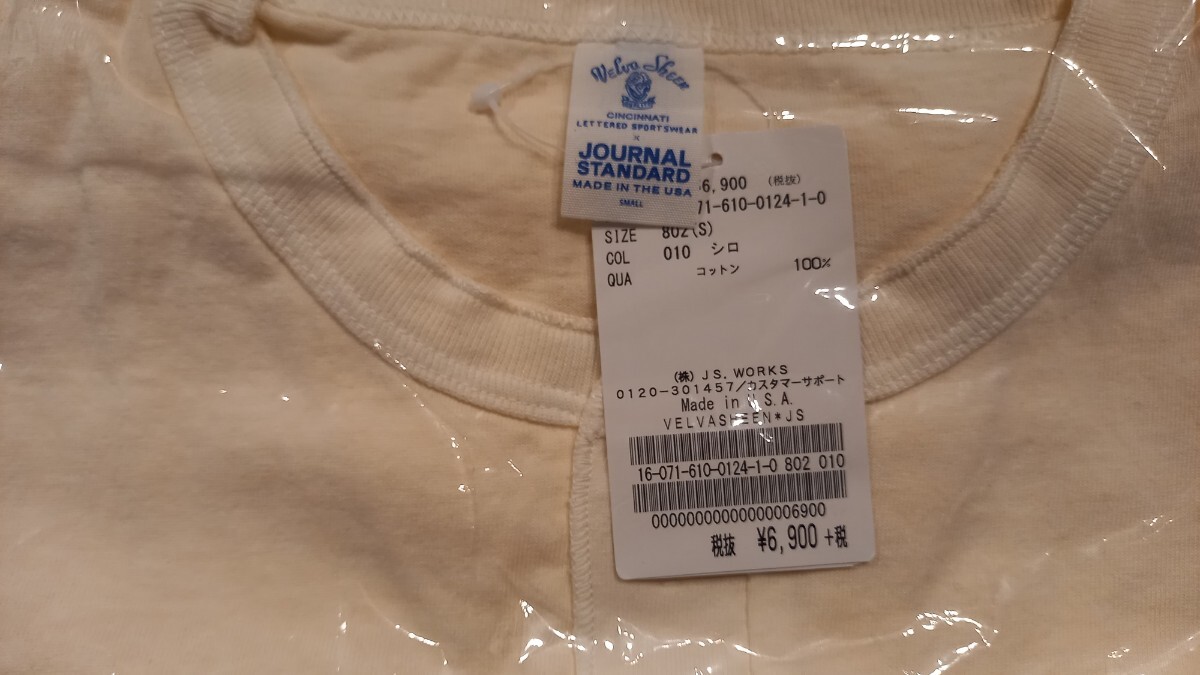 Velva Sheen
CINCINNATI
LETTERED SPORTSWEAR
×
JOURNAL
STANDARD
MADE IN THE USA
SMALL
6,900 (税抜)
071-610-0124-1-0
SIZE 802(S)
COL 010 シロ
QUA コットン 100%
(株)JS.WORKS
0120-301457/カスタマーサポート
Made in U.S.A.
VELVASHEEN*JS
16-071-610-0124-1-0 802 010
00000000000000006900
税抜 ¥6,900+税